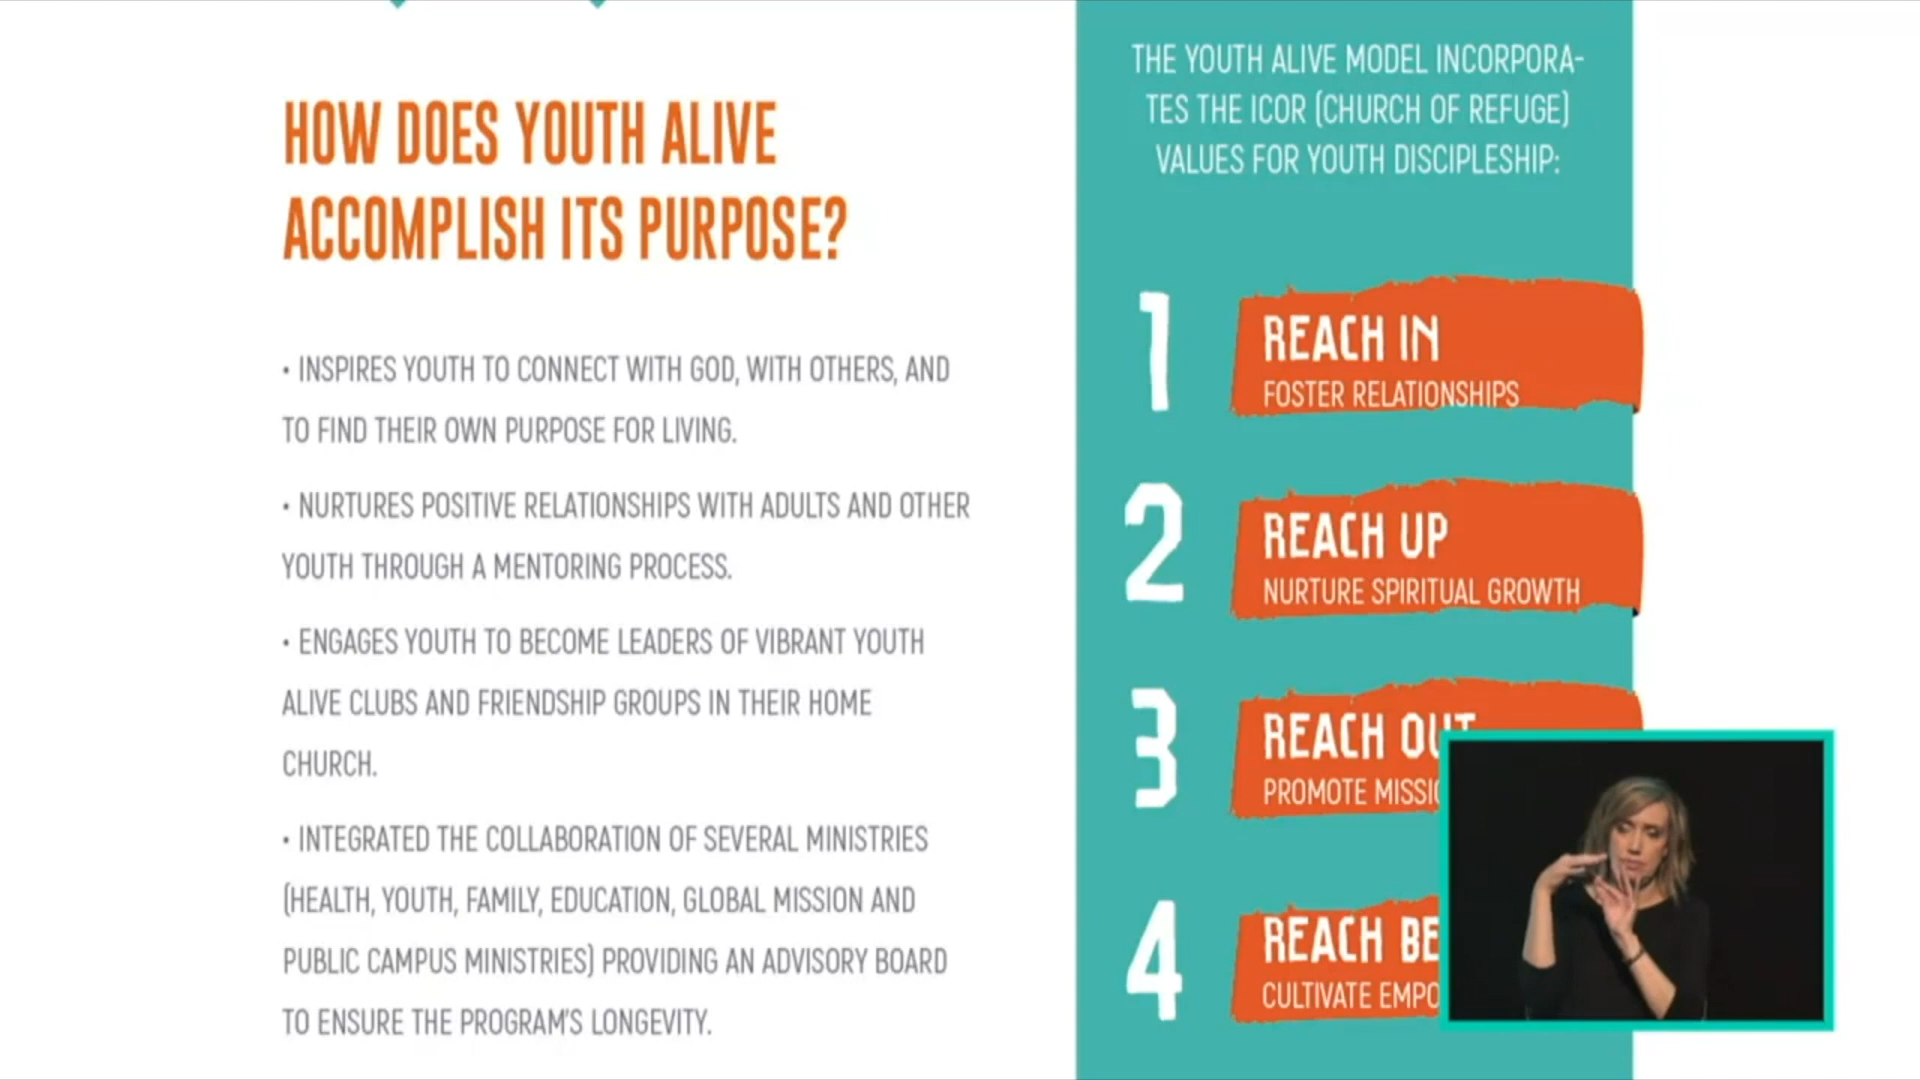 HOW DOES YOUTH ALIVE
ACCOMPLISH ITS PURPOSE?
• INSPIRES YOUTH TO CONNECT WITH GOD, WITH OTHERS, AND
TO FIND THEIR OWN PURPOSE FOR LIVING.
• NURTURES POSITIVE RELATIONSHIPS WITH ADULTS AND OTHER
YOUTH THROUGH A MENTORING PROCESS.
• ENGAGES YOUTH TO BECOME LEADERS OF VIBRANT YOUTH
ALIVE CLUBS AND FRIENDSHIP GROUPS IN THEIR HOME
CHURCH.
• INTEGRATED THE COLLABORATION OF SEVERAL MINISTRIES
(HEALTH, YOUTH, FAMILY, EDUCATION, GLOBAL MISSION AND
PUBLIC CAMPUS MINISTRIES) PROVIDING AN ADVISORY BOARD
TO ENSURE THE PROGRAM'S LONGEVITY.
THE YOUTH ALIVE MODEL INCORPORA-
TES THE ICOR (CHURCH OF REFUGE)
VALUES FOR YOUTH DISCIPLESHIP:
1
REACH IN
FOSTER RELATIONSHIPS
2
REACH UP
NURTURE SPIRITUAL GROWTH
3
REACH OUT
PROMOTE
4
REACH
CULTIVATE